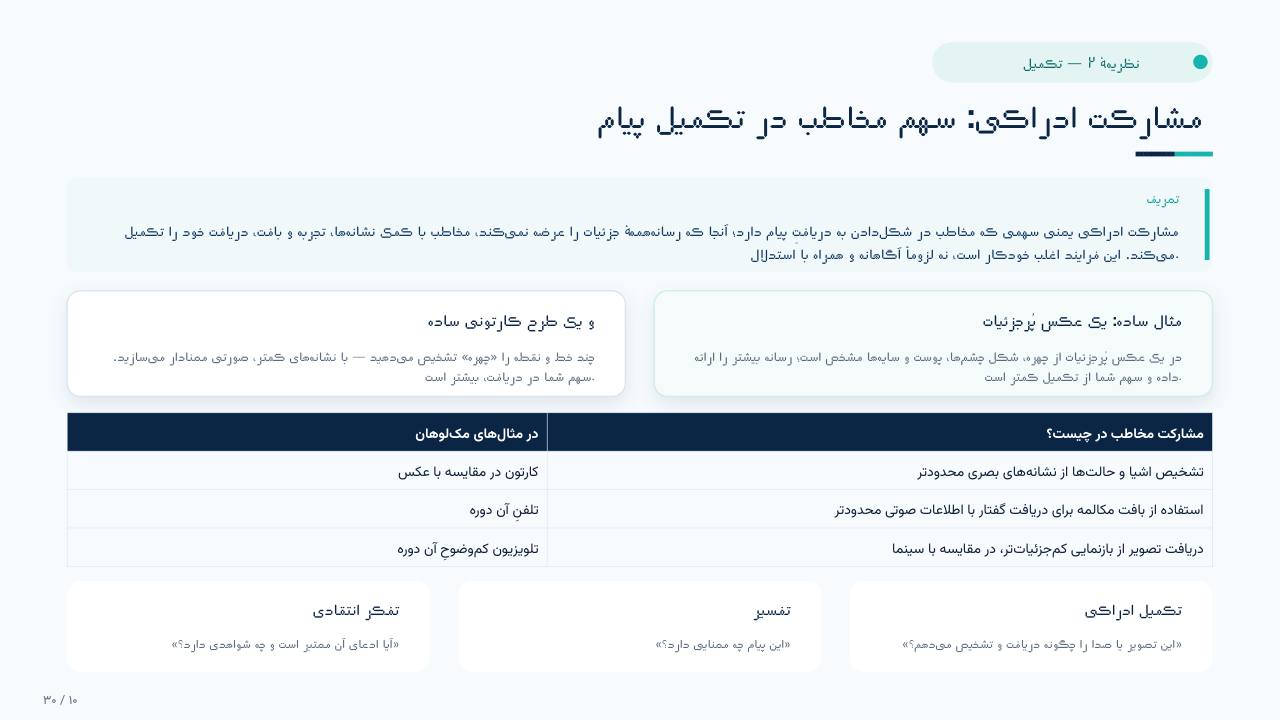 نظریهٔ ۲ — تکمیل
مشارکت ادراکی: سهم مخاطب در تکمیل پیام
تعریف
مشارکت ادراکی یعنی سهمی که مخاطب در شکل‌دادن به دریافتِ پیام دارد؛ آنجا که رسانه‌همهٔ جزئیات را عرضه نمی‌کند، مخاطب با کمک نشانه‌ها، تجربه و بافت، دریافت خود را تکمیل
می‌کند. این فرایند اغلب خودکار است، نه لزوماً آگاهانه و همراه با استدلال.
مثال ساده: یک عکس پُرجزئیات
در یک عکس پُرجزئیات از چهره، شکل چشم‌ها، پوست و سایه‌ها مشخص است؛ رسانه بیشتر را ارائه
داده و سهم شما از تکمیل کمتر است.
و یک طرح کارتونی ساده
چند خط و نقطه را «چهره» تشخیص می‌دهید — با نشانه‌های کمتر، صورتی معنادار می‌سازید.
سهم شما در دریافت، بیشتر است.
مشارکت مخاطب در چیست؟
در مثال‌های مک‌لوهان
تشخیص اشیا و حالت‌ها از نشانه‌های بصری محدودتر
کارتون در مقایسه با عکس
استفاده از بافت مکالمه برای دریافت گفتار با اطلاعات صوتی محدودتر
تلفنِ آن دوره
دریافت تصویر از بازنمایی کم‌جزئیات‌تر، در مقایسه با سینما
تلویزیون کم‌وضوحِ آن دوره
تکمیل ادراکی
«این تصویر یا صدا را چگونه دریافت و تشخیص می‌دهم؟»
تفسیر
«این پیام چه معنایی دارد؟»
تفکر انتقادی
«آیا ادعای آن معتبر است و چه شواهدی دارد؟»
۱۰ / ۳۰